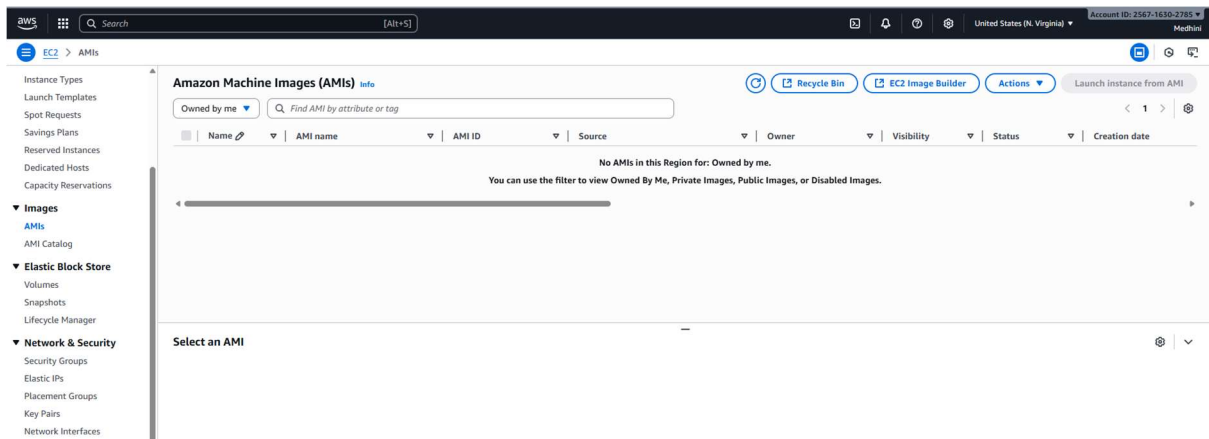 aws
Search [Alt+S]
United States (N. Virginia) ▼
Account ID: 2567-1630-2785 ▼
Medhini
EC2 > AMIs
Instance Types
Launch Templates
Spot Requests
Savings Plans
Reserved Instances
Dedicated Hosts
Capacity Reservations
▼ Images
AMIs
AMI Catalog
▼ Elastic Block Store
Volumes
Snapshots
Lifecycle Manager
▼ Network & Security
Security Groups
Elastic IPs
Placement Groups
Key Pairs
Network Interfaces
Amazon Machine Images (AMIs) Info
Recycle Bin
EC2 Image Builder
Actions ▼
Launch instance from AMI
Owned by me ▼
Find AMI by attribute or tag
< 1 >
Name | AMI name | AMI ID | Source | Owner | Visibility | Status | Creation date
No AMIs in this Region for: Owned by me.
You can use the filter to view Owned By Me, Private Images, Public Images, or Disabled Images.
Select an AMI